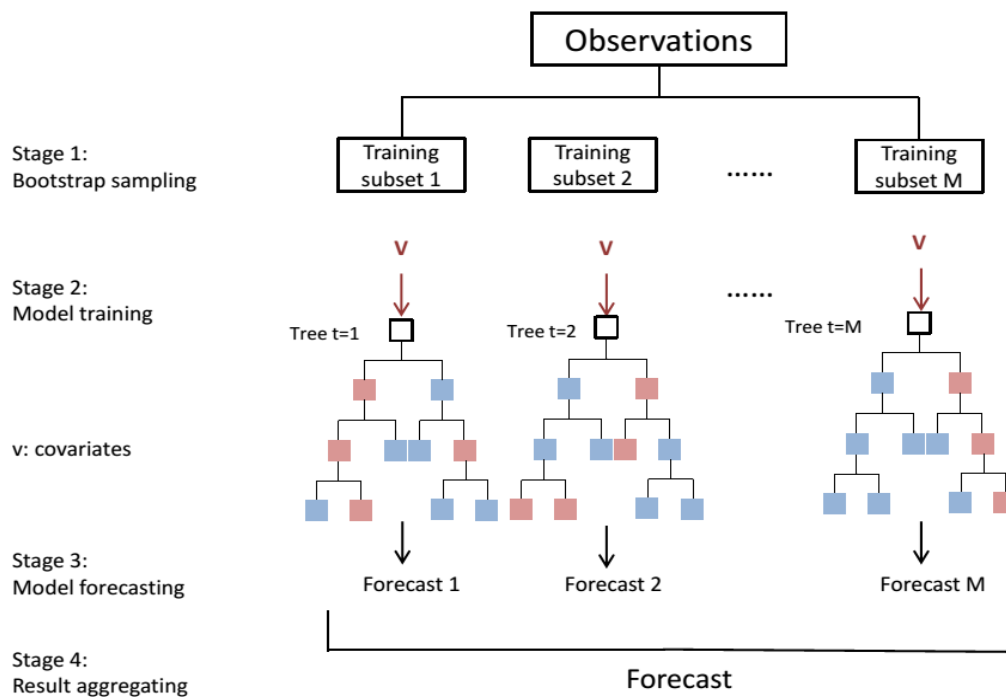 Observations
Stage 1:
Bootstrap sampling
Training
subset 1
Training
subset 2
......
Training
subset M
v
v
v
Stage 2:
Model training
......
Tree t=1
Tree t=2
Tree t=M
v: covariates
Stage 3:
Model forecasting
Forecast 1
Forecast 2
Forecast M
Stage 4:
Result aggregating
Forecast